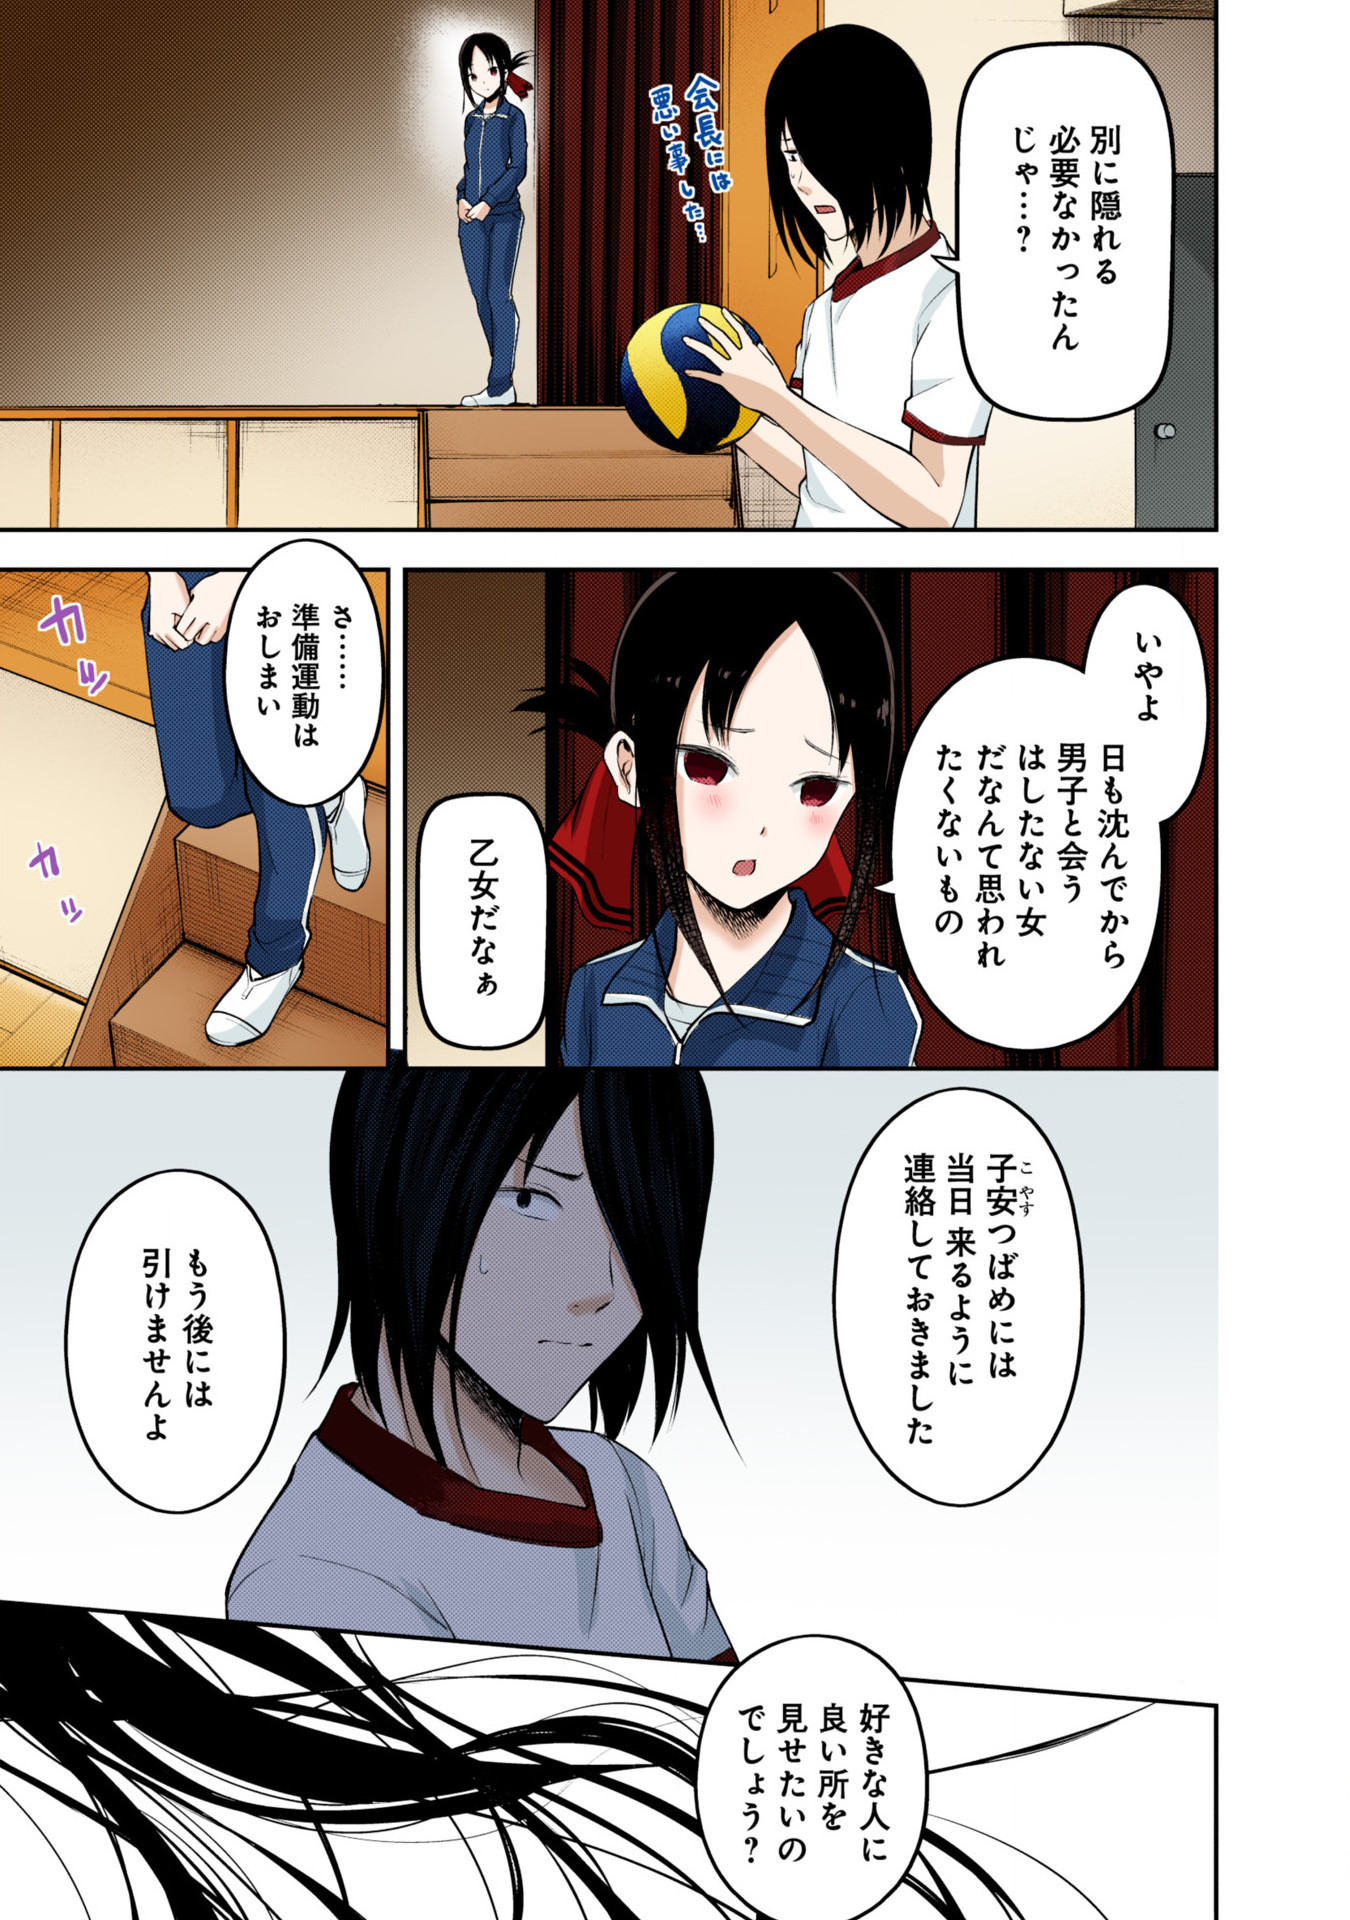 別に隠れる
必要なかったん
じゃ…?
会長には
悪い事した…
いやよ
日も沈んでから
男子と会う
はしたない女
だなんて思われ
たくないもの
乙女だなぁ
さ……
準備運動は
おしまい
カッ
カッ
子安つばめには
こやす
当日来るように
連絡しておきました
もう後には
引けませんよ
好きな人に
良い所を
見せたいの
でしょう?